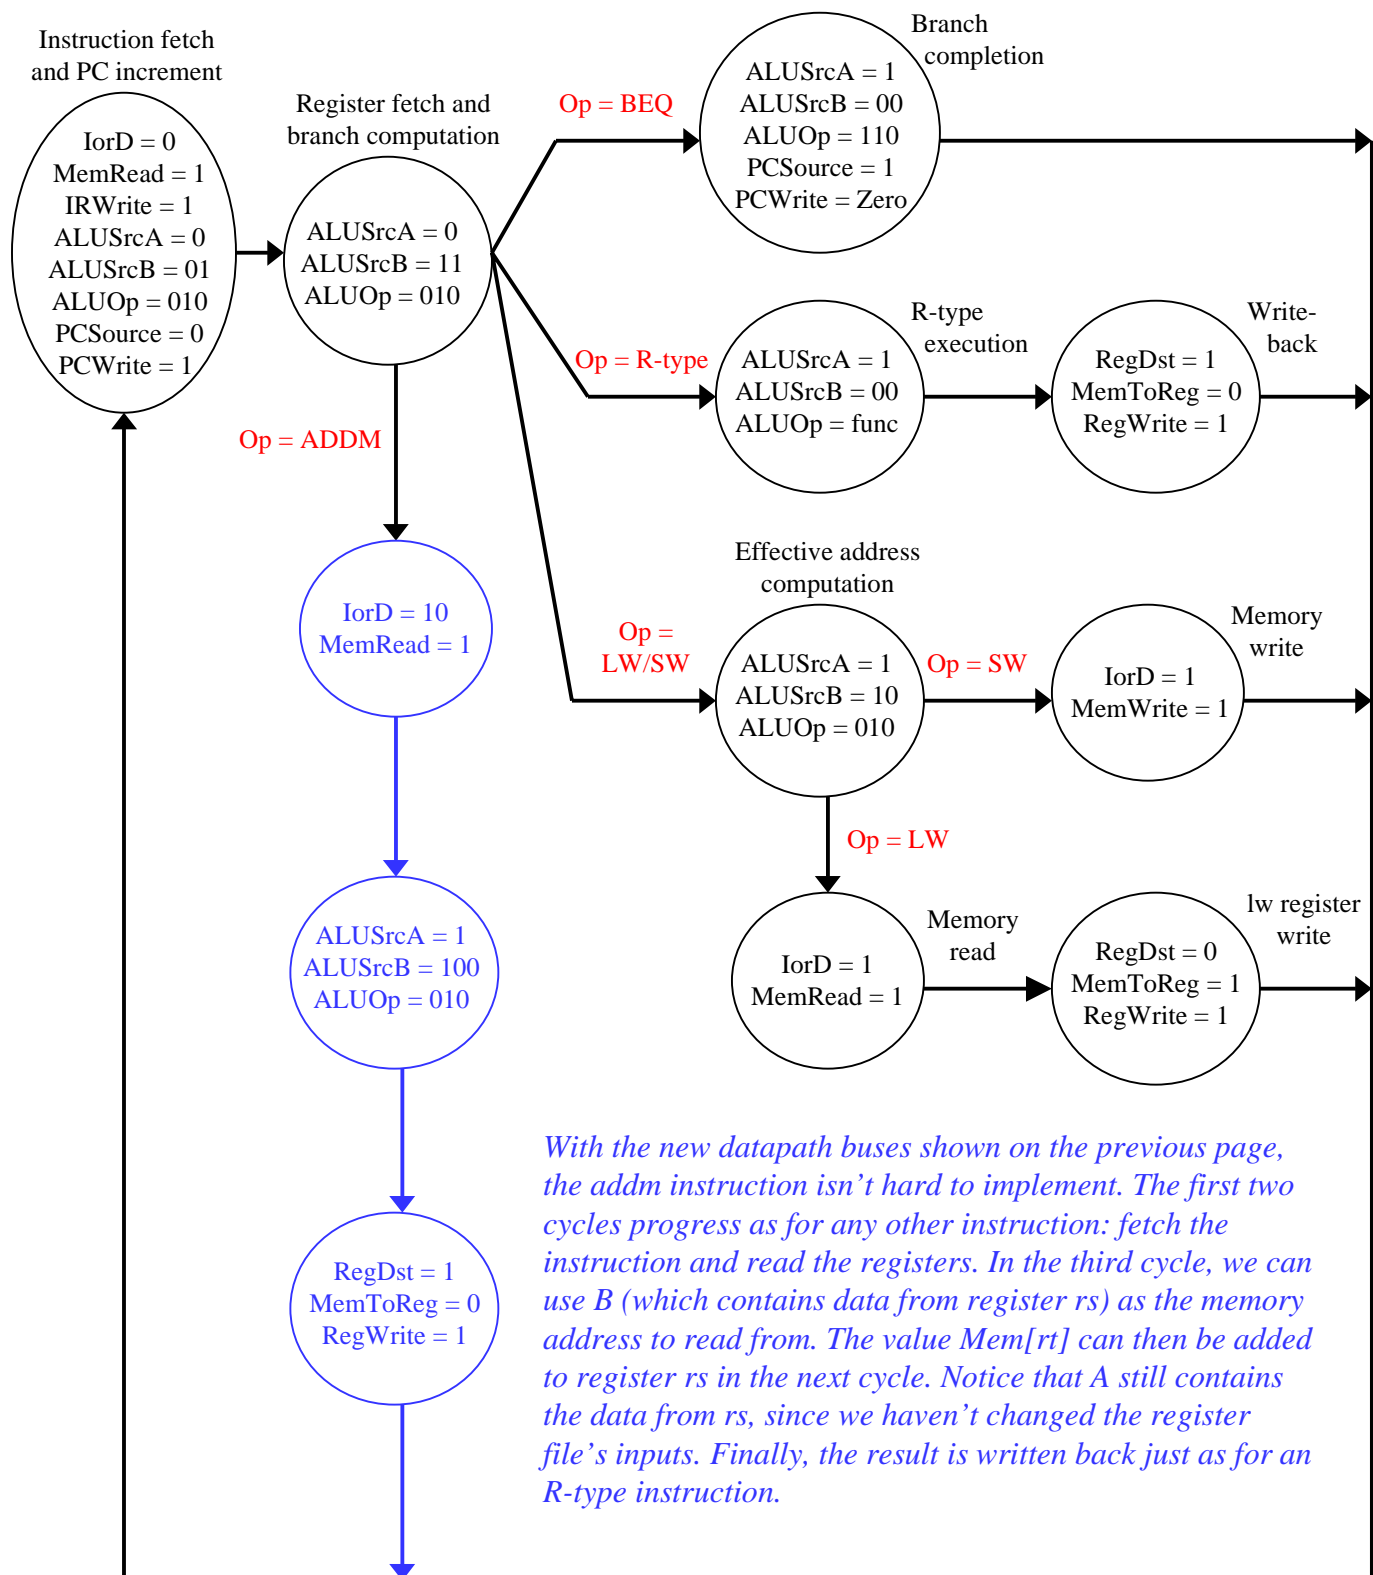 Instruction fetch
and PC increment
IorD = 0
MemRead = 1
IRWrite = 1
ALUSrcA = 0
ALUSrcB = 01
ALUOp = 010
PCSource = 0
PCWrite = 1
Register fetch and
branch computation
ALUSrcA = 0
ALUSrcB = 11
ALUOp = 010
Op = BEQ
Branch
completion
ALUSrcA = 1
ALUSrcB = 00
ALUOp = 110
PCSource = 1
PCWrite = Zero
Op = R-type
R-type
execution
ALUSrcA = 1
ALUSrcB = 00
ALUOp = func
Write-
back
RegDst = 1
MemToReg = 0
RegWrite = 1
Op = ADDM
IorD = 10
MemRead = 1
Op =
LW/SW
Effective address
computation
ALUSrcA = 1
ALUSrcB = 10
ALUOp = 010
Op = SW
Memory
write
IorD = 1
MemWrite = 1
Op = LW
IorD = 1
MemRead = 1
Memory
read
lw register
write
RegDst = 0
MemToReg = 1
RegWrite = 1
ALUSrcA = 1
ALUSrcB = 100
ALUOp = 010
RegDst = 1
MemToReg = 0
RegWrite = 1
With the new datapath buses shown on the previous page,
the addm instruction isn't hard to implement. The first two
cycles progress as for any other instruction: fetch the
instruction and read the registers. In the third cycle, we can
use B (which contains data from register rs) as the memory
address to read from. The value Mem[rt] can then be added
to register rs in the next cycle. Notice that A still contains
the data from rs, since we haven't changed the register
file's inputs. Finally, the result is written back just as for an
R-type instruction.